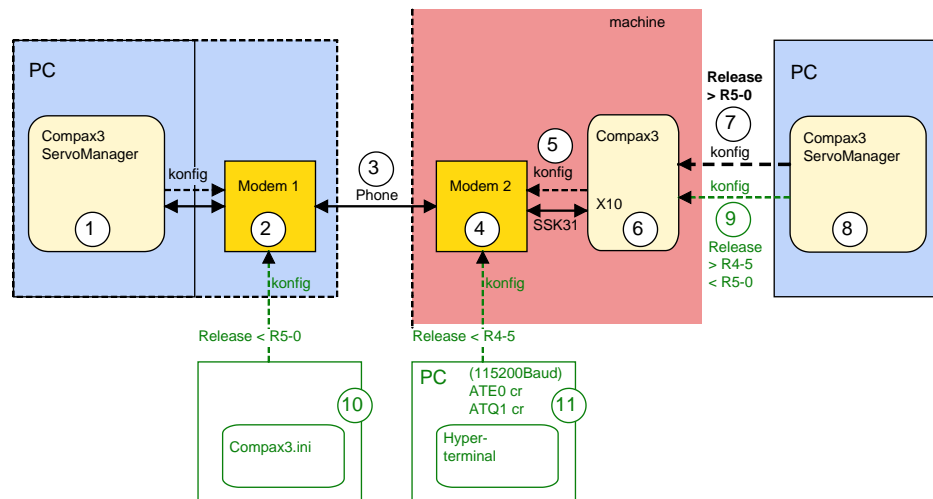 machine
PC
Compax3
ServoManager
1
konfig
Modem 1
2
3
Phone
Modem 2
4
5
konfig
SSK31
Compax3
X10
6
Release
> R5-0
7
konfig
konfig
9
Release
> R4-5
< R5-0
PC
Compax3
ServoManager
8
konfig
Release < R5-0
10
Compax3.ini
konfig
Release < R4-5
PC
(115200Baud)
ATE0 cr
ATQ1 cr
11
Hyper-
terminal